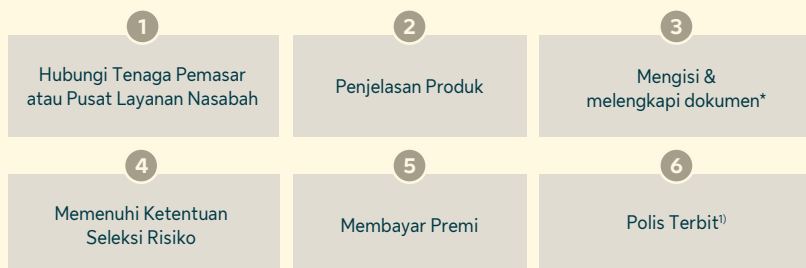 1
Hubungi Tenaga Pemasar
atau Pusat Layanan Nasabah
2
Penjelasan Produk
3
Mengisi &
melengkapi dokumen*
4
Memenuhi Ketentuan
Seleksi Risiko
5
Membayar Premi
6
Polis Terbit¹⁾